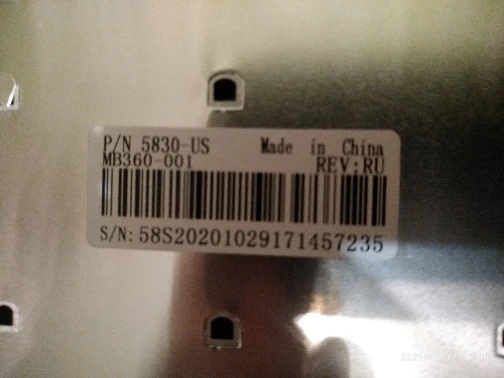 P/N 5830-US Made in China
MB360-001 REV:RU
S/N: 58S20201029171457235